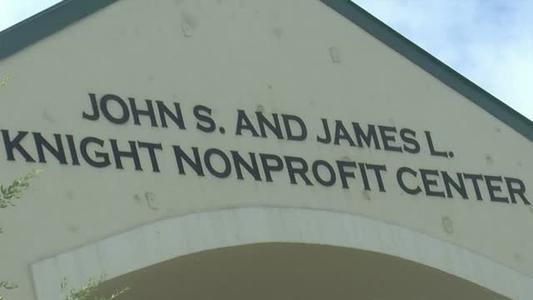 JOHN S. AND JAMES L.
KNIGHT NONPROFIT CENTER